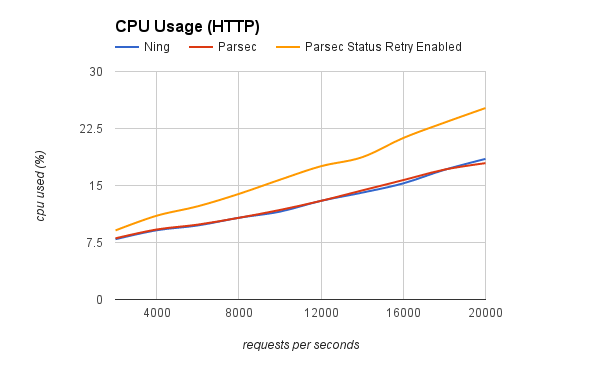 CPU Usage (HTTP)
Ning Parsec Parsec Status Retry Enabled
30
22.5
15
7.5
0
cpu used (%)
4000 8000 12000 16000 20000
requests per seconds